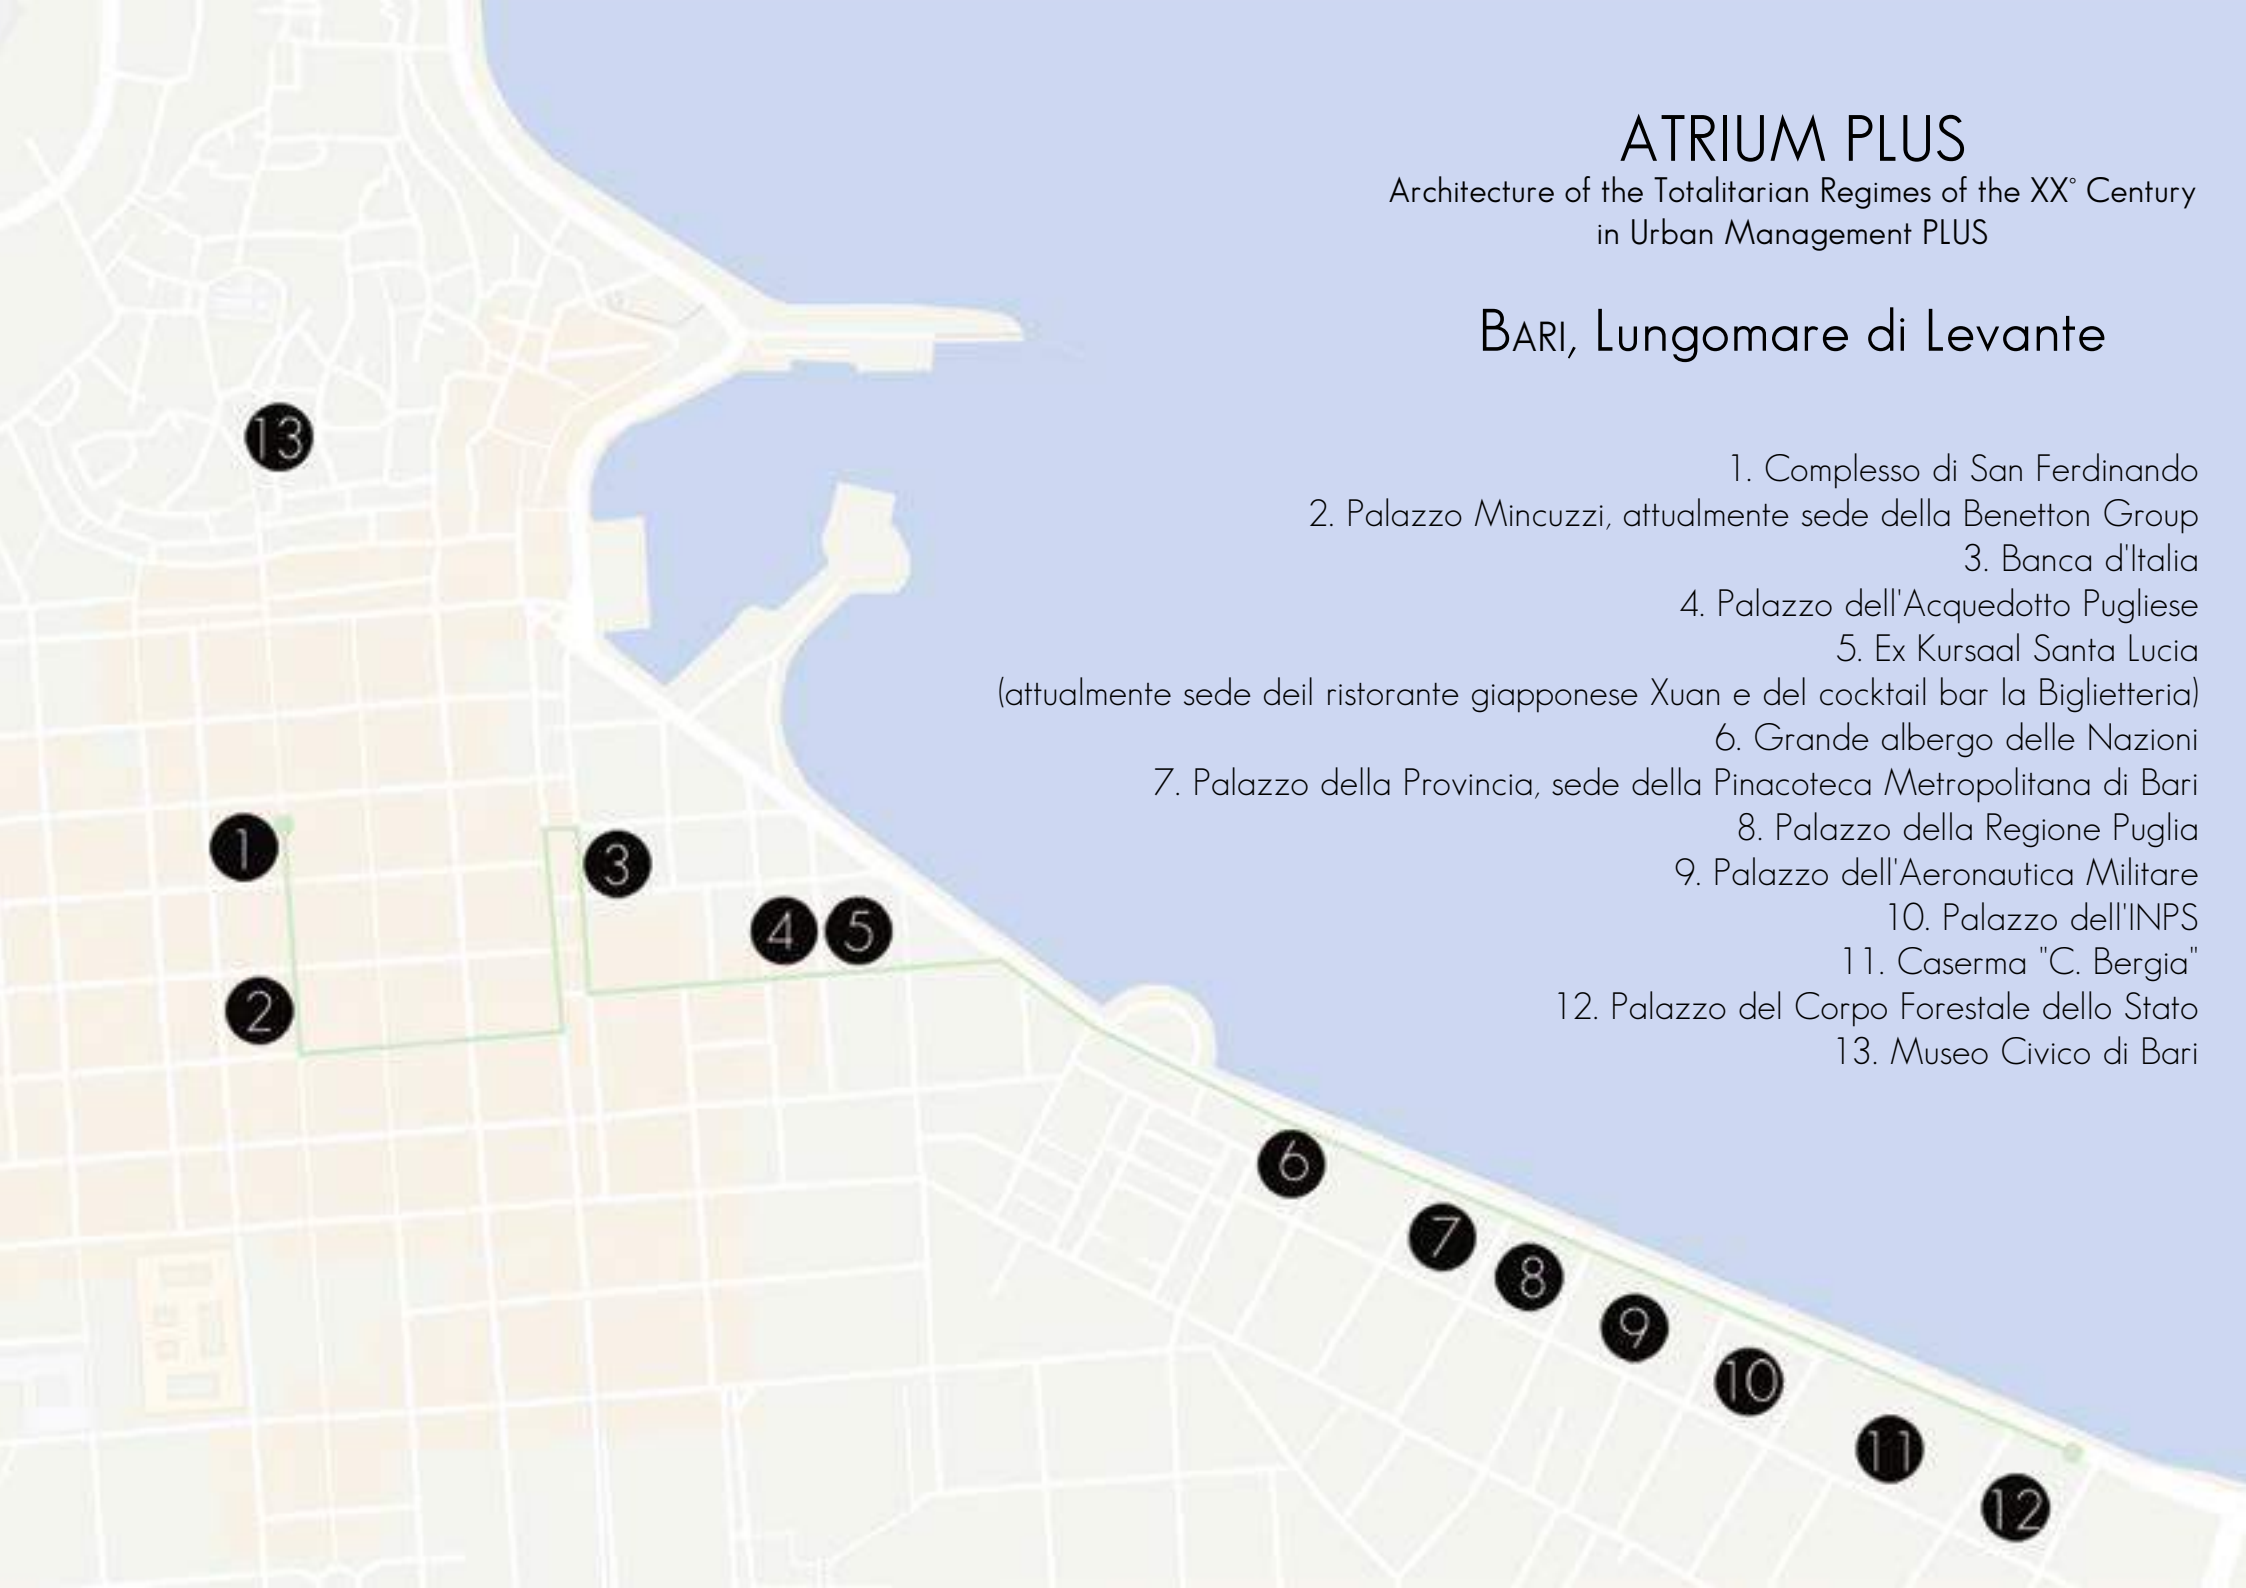 ATRIUM PLUS
Architecture of the Totalitarian Regimes of the XX° Century
in Urban Management PLUS
BARI, Lungomare di Levante
1. Complesso di San Ferdinando
2. Palazzo Mincuzzi, attualmente sede della Benetton Group
3. Banca d'Italia
4. Palazzo dell'Acquedotto Pugliese
5. Ex Kursaal Santa Lucia
(attualmente sede deil ristorante giapponese Xuan e del cocktail bar la Biglietteria)
6. Grande albergo delle Nazioni
7. Palazzo della Provincia, sede della Pinacoteca Metropolitana di Bari
8. Palazzo della Regione Puglia
9. Palazzo dell'Aeronautica Militare
10. Palazzo dell'INPS
11. Caserma "C. Bergia"
12. Palazzo del Corpo Forestale dello Stato
13. Museo Civico di Bari
13
1
3
4
5
2
6
7
8
9
10
11
12